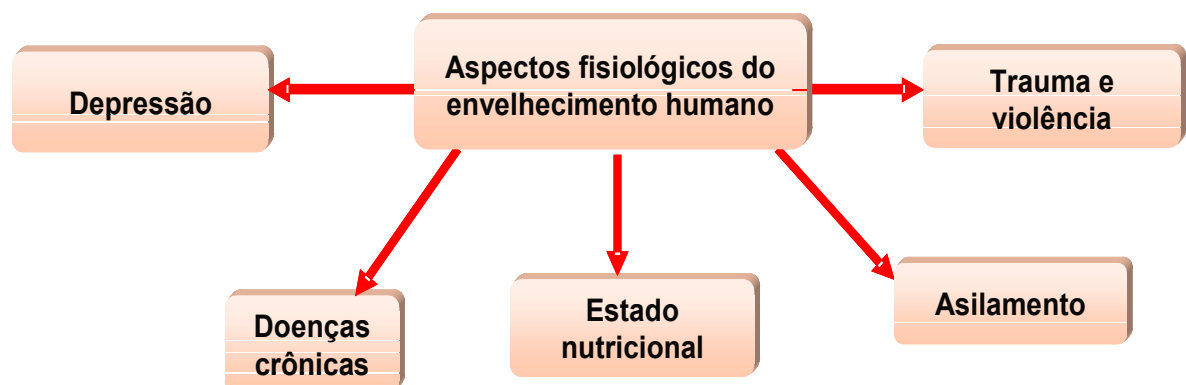 Aspectos fisiológicos do
envelhecimento humano
Depressão
Trauma e
violência
Doenças
crônicas
Estado
nutricional
Asilamento